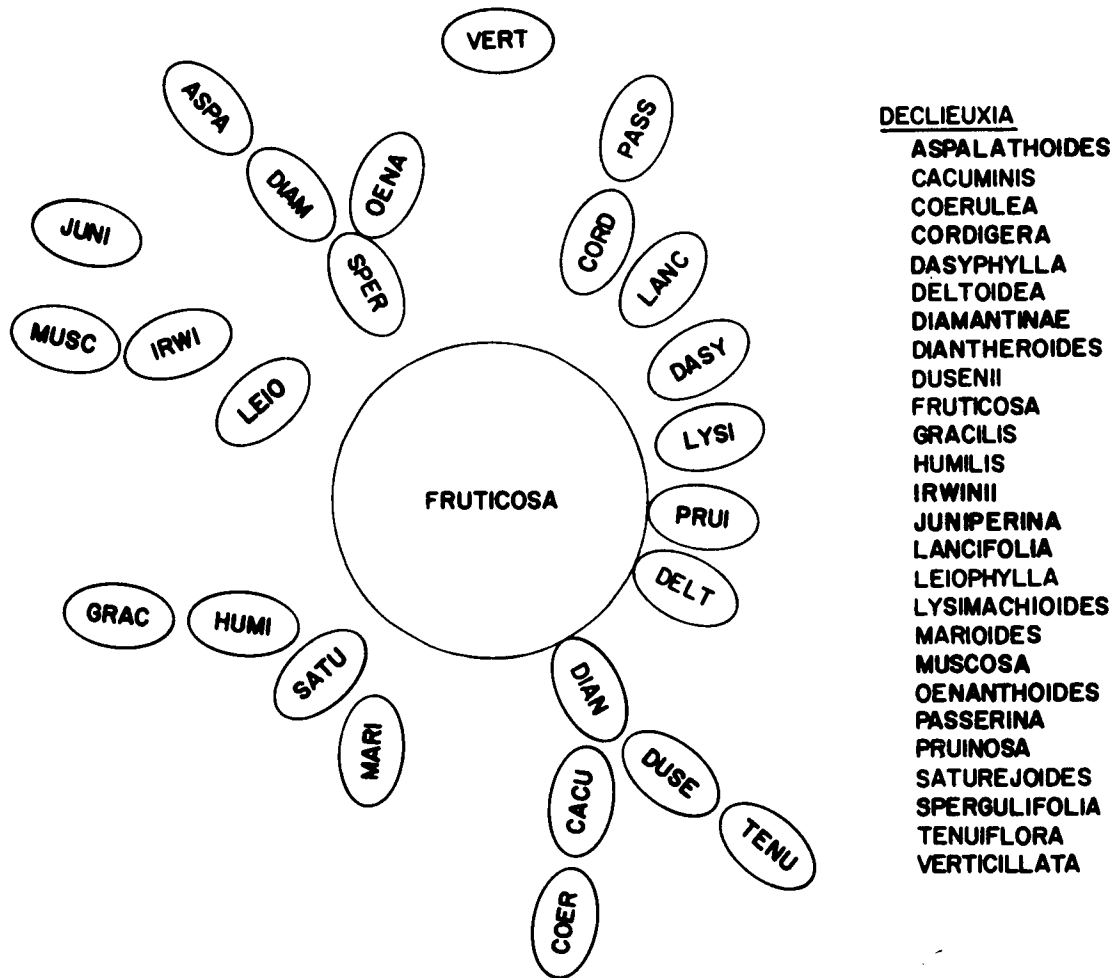 VERT
ASPA
PASS
DIAM
OENA
CORD
JUNI
SPER
LANC
MUSC
IRWI
DASY
LEIO
LYSI
FRUTICOSA
PRUI
DELT
GRAC
HUMI
SATU
DIAN
MARI
DUSE
CACU
TENU
COER
DECLIEUXIA
ASPALATHOIDES
CACUMINIS
COERULEA
CORDIGERA
DASYPHYLLA
DELTOIDEA
DIAMANTINAE
DIANTHEROIDES
DUSENII
FRUTICOSA
GRACILIS
HUMILIS
IRWINII
JUNIPERINA
LANCIFOLIA
LEIOPHYLLA
LYSIMACHIOIDES
MARIOIDES
MUSCOSA
OENANTHOIDES
PASSERINA
PRUINOSA
SATUREJOIDES
SPERGULIFOLIA
TENUIFLORA
VERTICILLATA